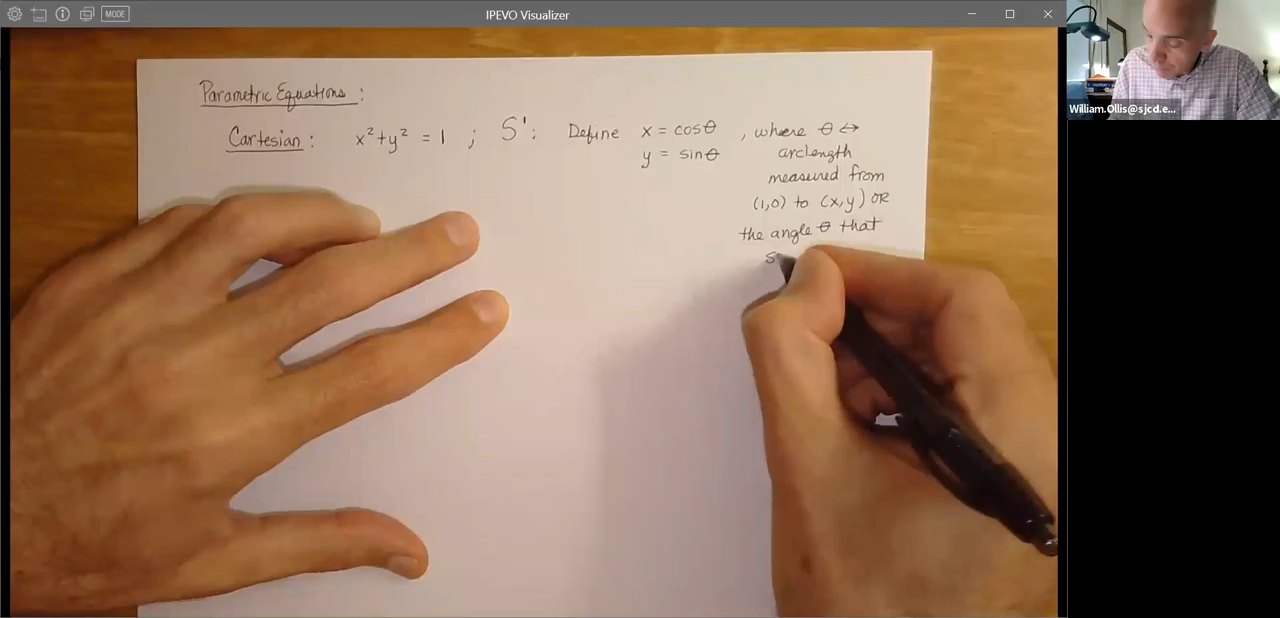 IPEVO Visualizer
MODE
William.Ollis@sjcd.e...
Parametric Equations :
Cartesian : x² + y² = 1 ; S¹ : Define x = cosθ , where θ ↔
y = sinθ arclength
measured from
(1,0) to (x,y) OR
the angle θ that
s